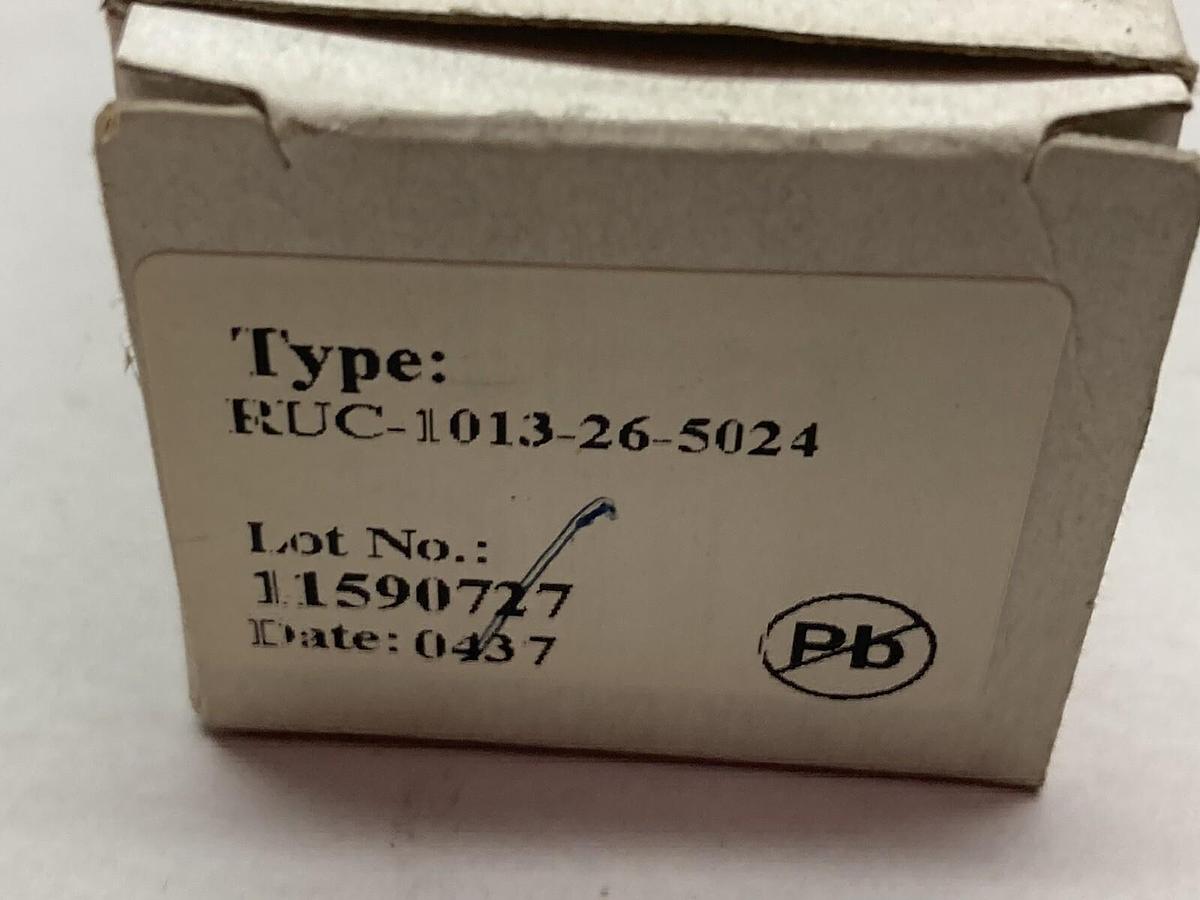 Type:
RUC-1013-26-5024
Lot No.:
11590727
Date: 0437
Pb